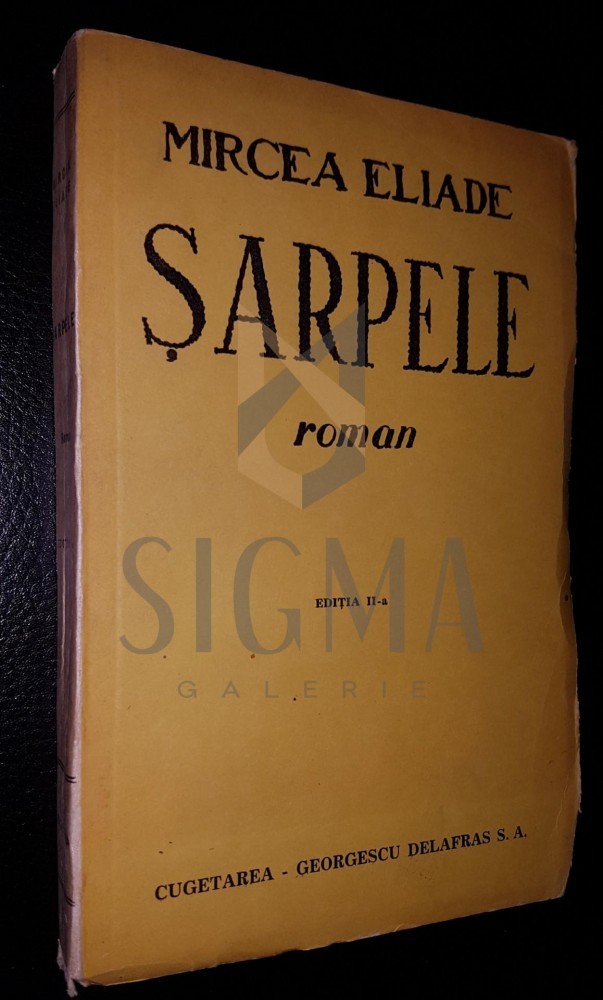 MIRCEA ELIADE
ȘARPELE
roman
SIGMA
EDIȚIA II-a
GALERIE
CUGETAREA - GEORGESCU DELAFRAS S. A.